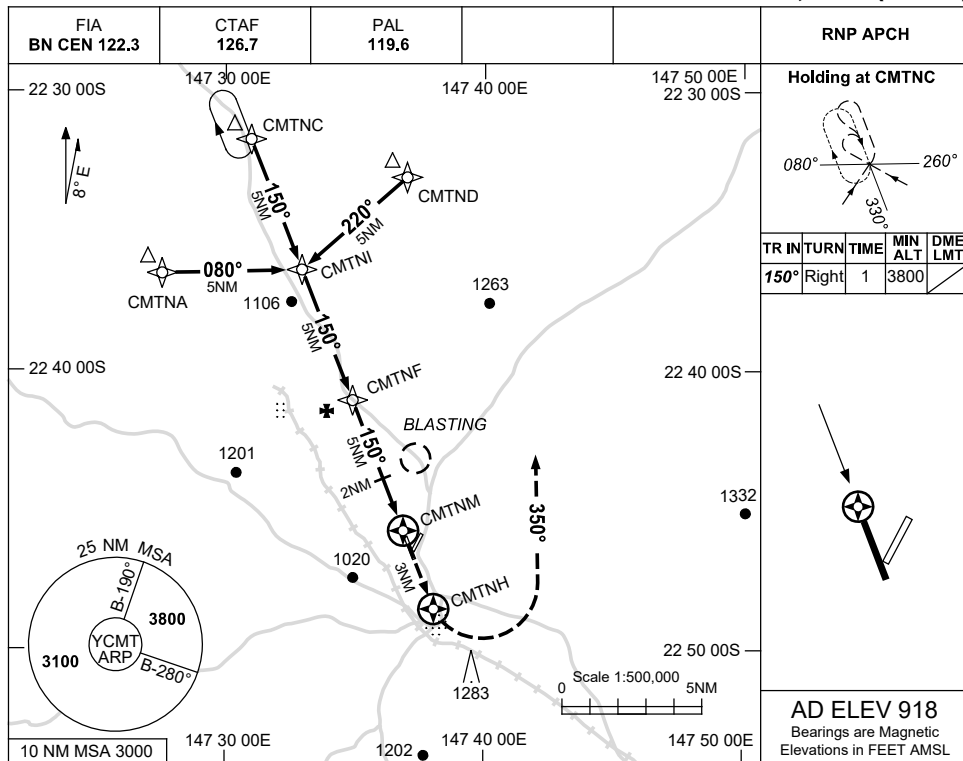 FIA
BN CEN 122.3
CTAF
126.7
PAL
119.6
RNP APCH
147 30 00E
147 40 00E
147 50 00E
22 30 00S
22 30 00S
Holding at CMTNC
080°
260°
330°
TR IN TURN TIME MIN ALT DME LMT
150° Right 1 3800
8° E
CMTNC
150°
5NM
CMTND
220°
5NM
CMTNI
080°
5NM
CMTNA
1106
1263
150°
5NM
22 40 00S
22 40 00S
CMTNF
BLASTING
150°
5NM
2NM
1201
CMTNM
350°
1332
1020
3NM
CMTNH
25 NM MSA
B-190°
3800
3100
YCMT
ARP
B-280°
22 50 00S
Scale 1:500,000
0 5NM
1283
10 NM MSA 3000
147 30 00E
1202
147 40 00E
147 50 00E
AD ELEV 918
Bearings are Magnetic
Elevations in FEET AMSL